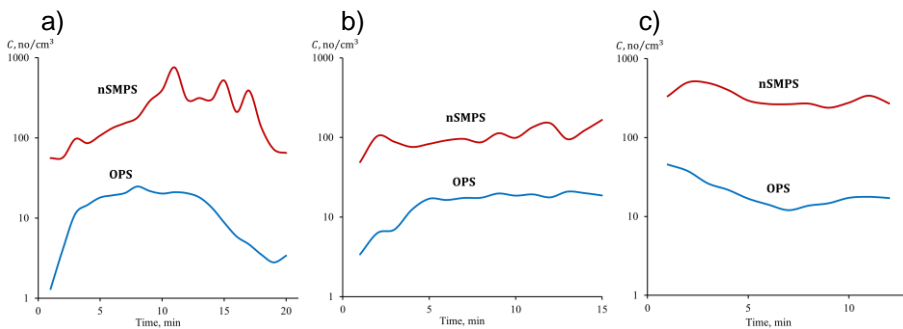 a)
C, no/cm³
1000
100
10
1
nSMPS
OPS
0 5 10 15 20
Time, min
b)
C, no/cm³
1000
100
10
1
nSMPS
OPS
0 5 10 15
Time, min
c)
C, no/cm³
1000
100
10
1
nSMPS
OPS
0 5 10
Time, min